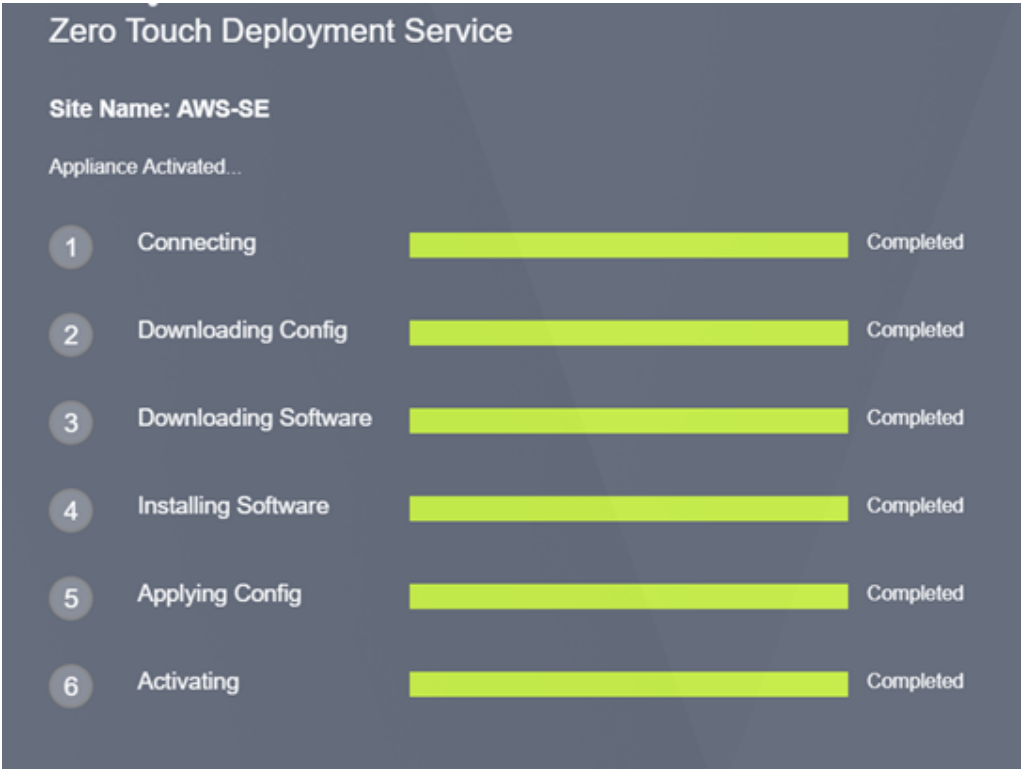 Zero Touch Deployment Service
Site Name: AWS-SE
Appliance Activated...
1 Connecting Completed
2 Downloading Config Completed
3 Downloading Software Completed
4 Installing Software Completed
5 Applying Config Completed
6 Activating Completed